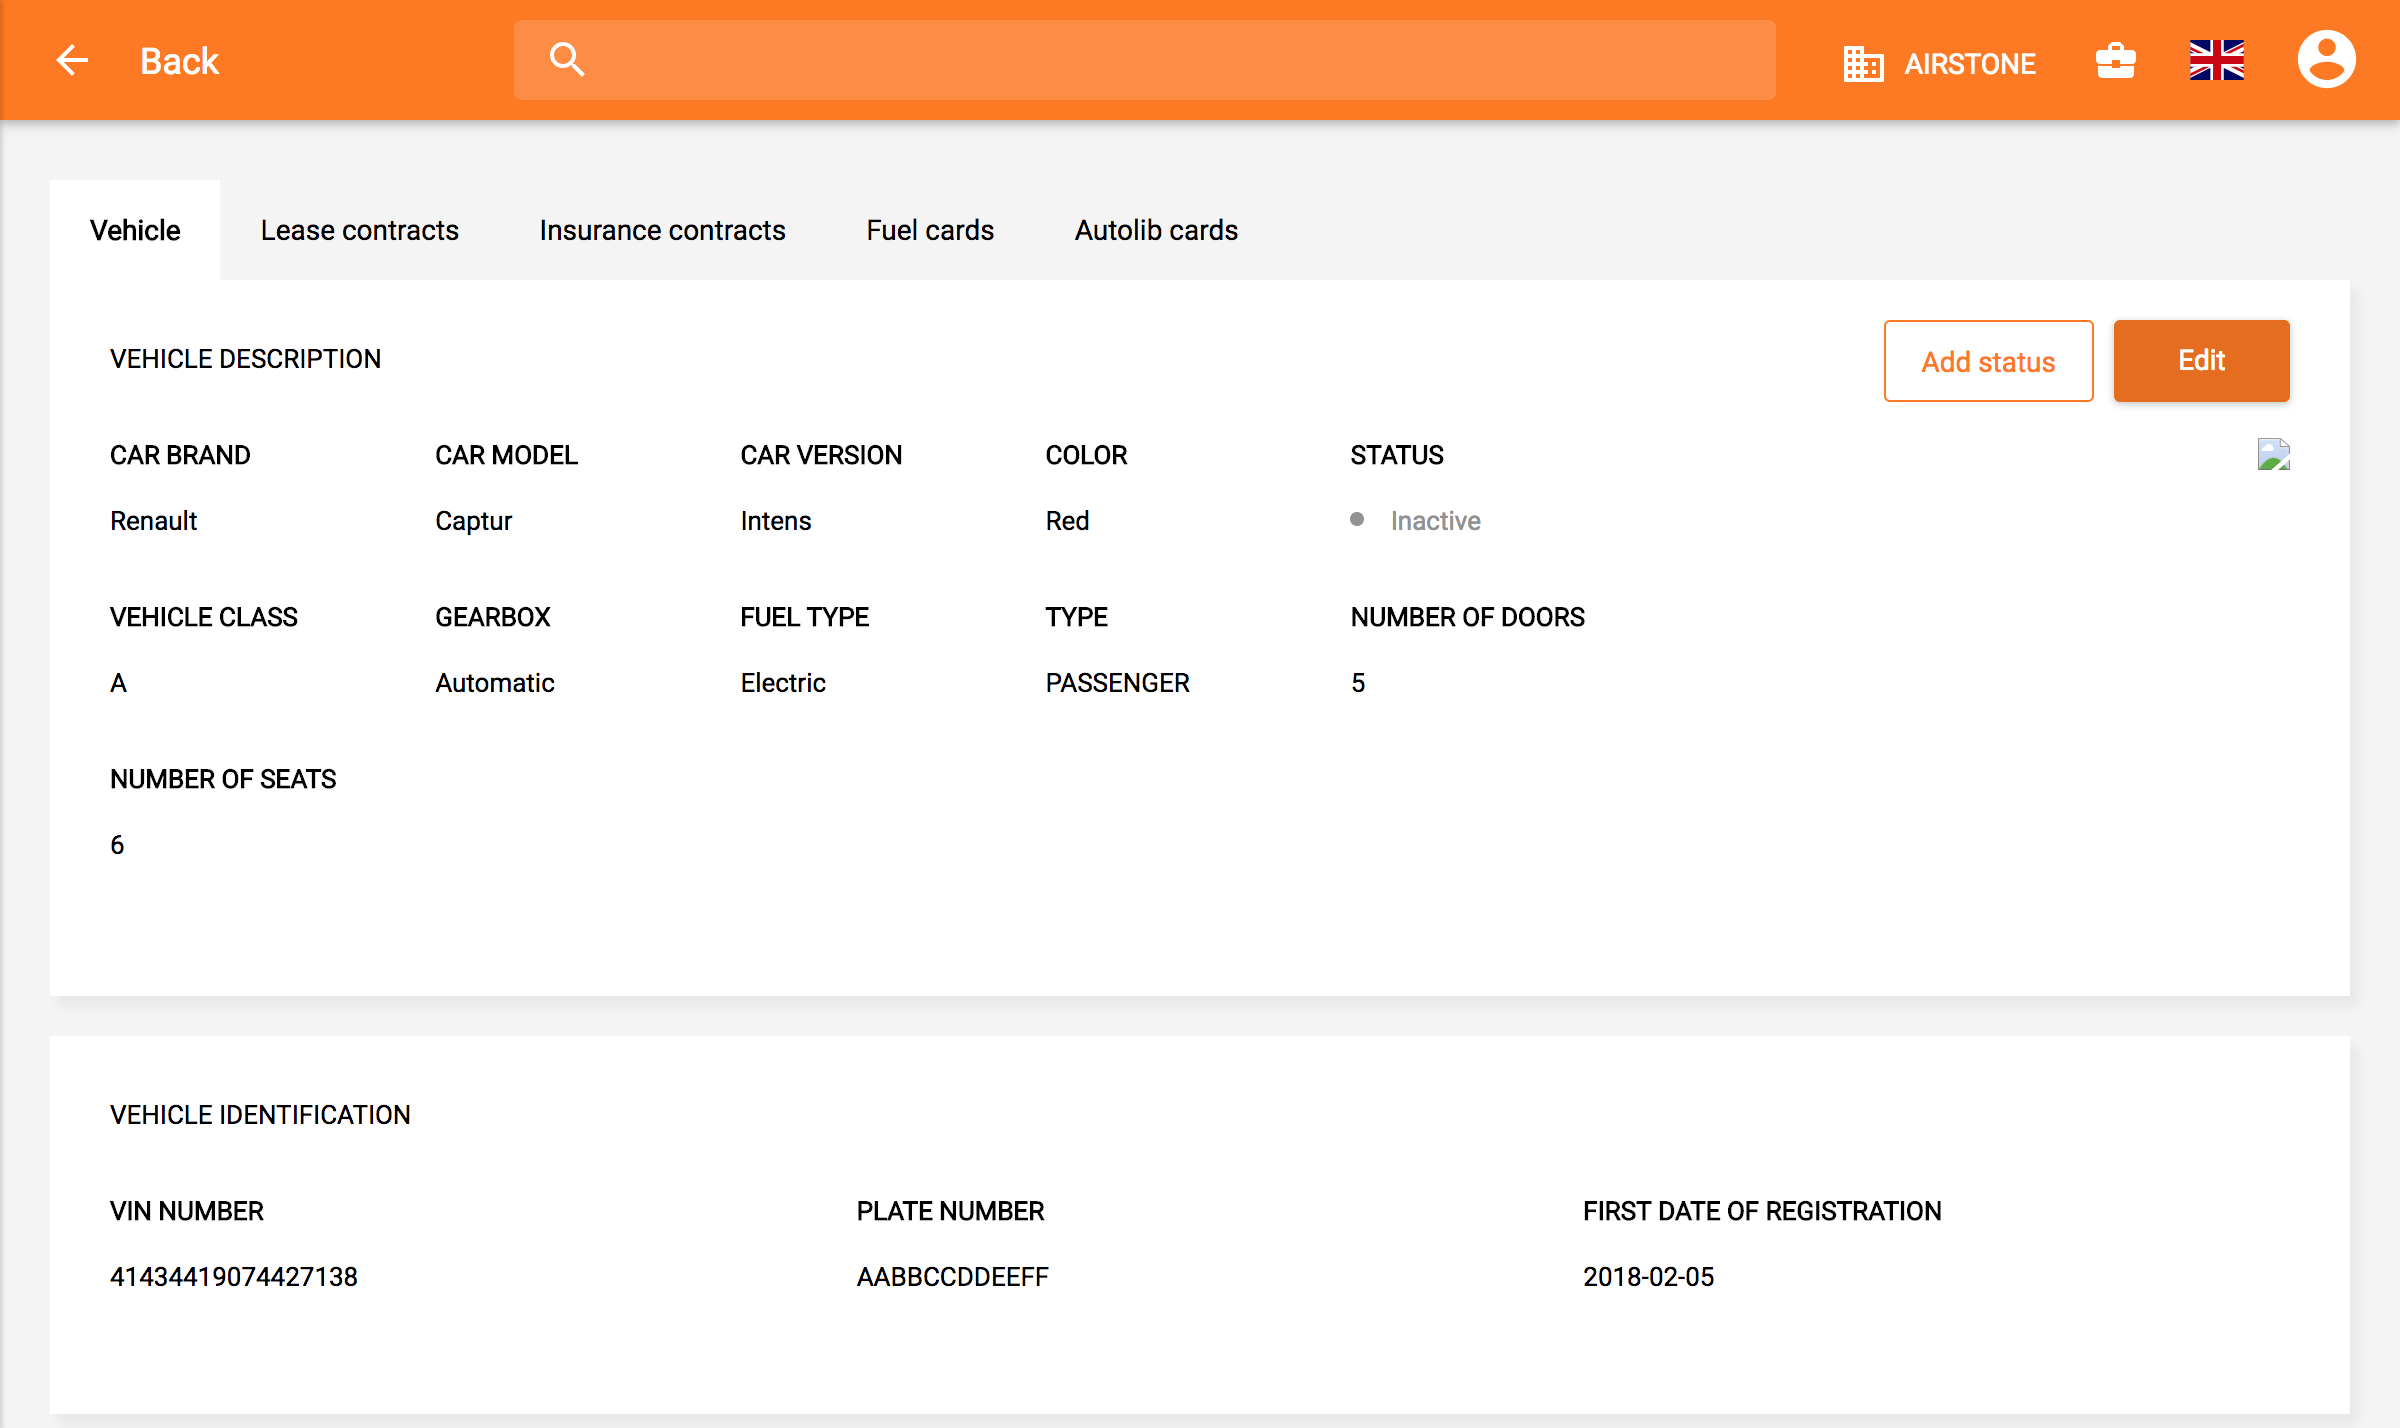 Back
AIRSTONE
Vehicle Lease contracts Insurance contracts Fuel cards Autolib cards
VEHICLE DESCRIPTION Add status Edit
CAR BRAND CAR MODEL CAR VERSION COLOR STATUS
Renault Captur Intens Red Inactive
VEHICLE CLASS GEARBOX FUEL TYPE TYPE NUMBER OF DOORS
A Automatic Electric PASSENGER 5
NUMBER OF SEATS
6
VEHICLE IDENTIFICATION
VIN NUMBER PLATE NUMBER FIRST DATE OF REGISTRATION
41434419074427138 AABBCCDDEEFF 2018-02-05